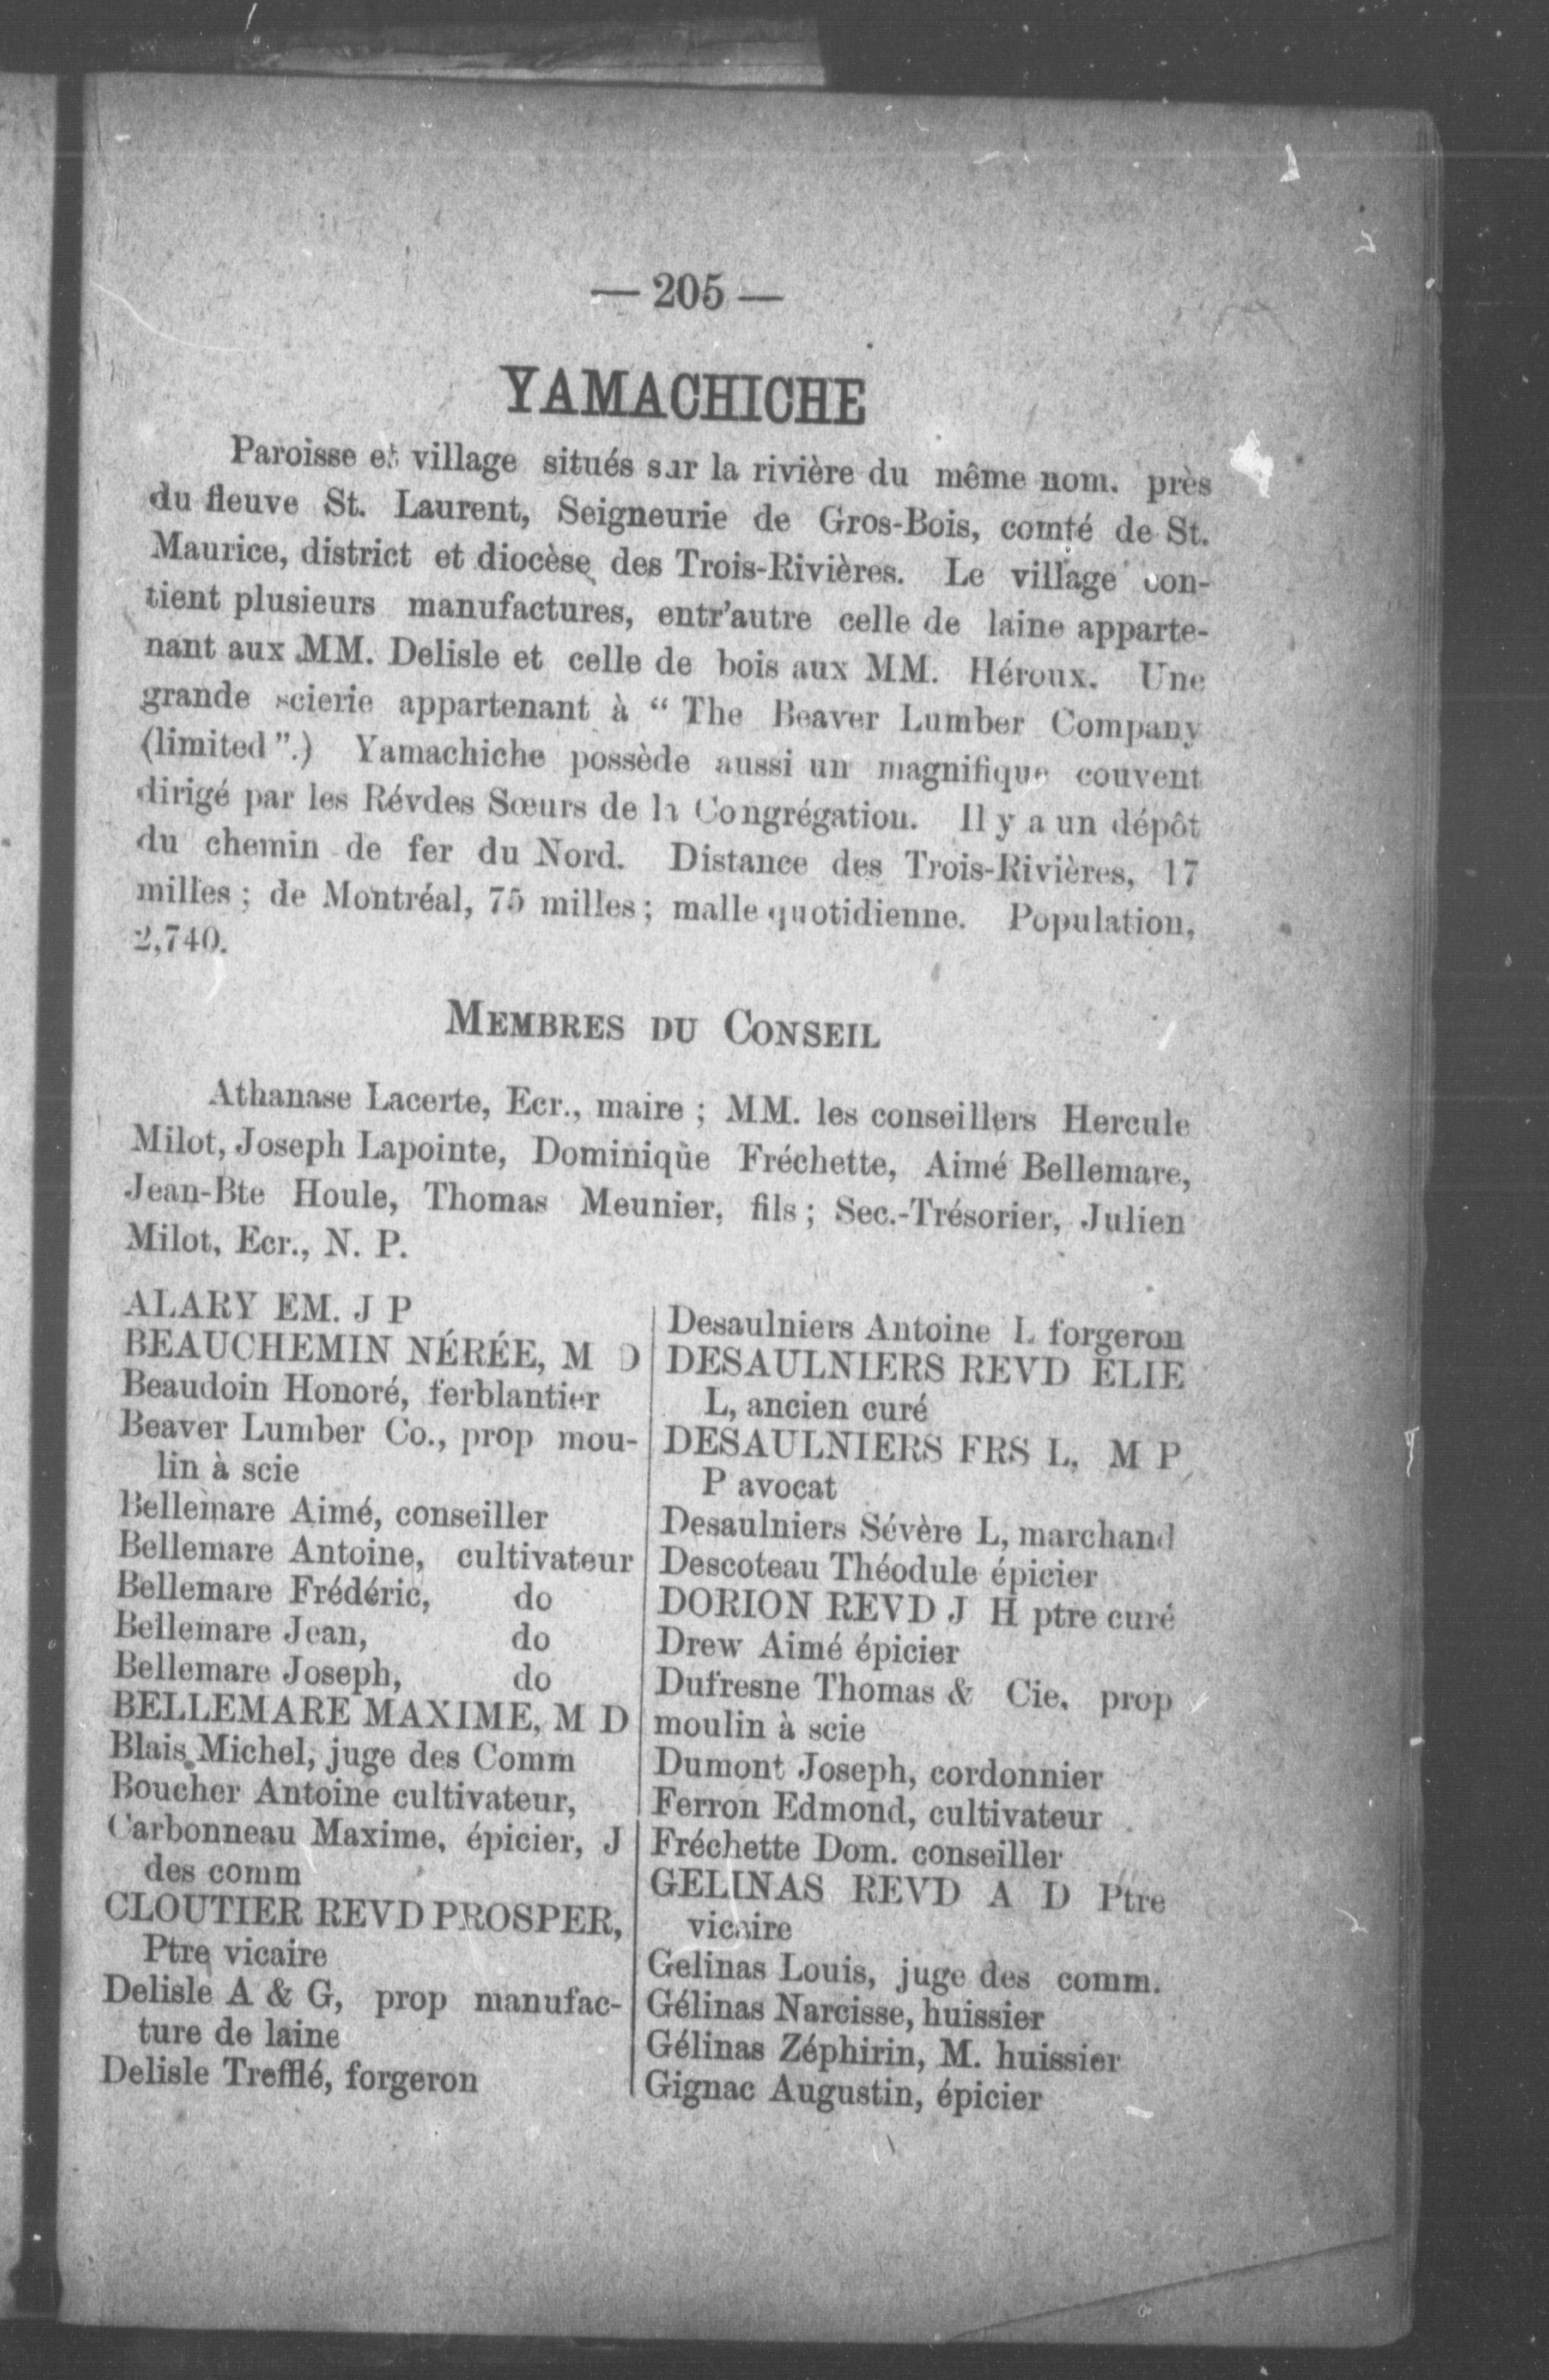 — 205 —
YAMACHICHE
Paroisse et village situés sur la rivière du même nom. près
du fleuve St. Laurent, Seigneurie de Gros-Bois, comté de St.
Maurice, district et diocèse des Trois-Rivières. Le village con-
tient plusieurs manufactures, entr'autre celle de laine apparte-
nant aux MM. Delisle et celle de bois aux MM. Héroux. Une
grande scierie appartenant à “ The Beaver Lumber Company
(limited ”.) Yamachiche possède aussi un magnifique couvent
dirigé par les Révdes Sœurs de la Congrégation. Il y a un dépôt
du chemin de fer du Nord. Distance des Trois-Rivières, 17
milles ; de Montréal, 75 milles ; malle quotidienne. Population,
2,740.
MEMBRES DU CONSEIL
Athanase Lacerte, Ecr., maire ; MM. les conseillers Hercule
Milot, Joseph Lapointe, Dominique Fréchette, Aimé Bellemare,
Jean-Bte Houle, Thomas Meunier, fils ; Sec.-Trésorier, Julien
Milot, Ecr., N. P.
ALARY EM. J P
BEAUCHEMIN NÉRÉE, M D
Beaudoin Honoré, ferblantier
Beaver Lumber Co., prop mou-
lin à scie
Bellemare Aimé, conseiller
Bellemare Antoine, cultivateur
Bellemare Frédéric, do
Bellemare Jean, do
Bellemare Joseph, do
BELLEMARE MAXIME, M D
Blais Michel, juge des Comm
Boucher Antoine cultivateur,
Carbonneau Maxime, épicier, J
des comm
CLOUTIER REVD PROSPER,
Ptre vicaire
Delisle A & G, prop manufac-
ture de laine
Delisle Trefflé, forgeron
Desaulniers Antoine L forgeron
DESAULNIERS REVD ELIE
L, ancien curé
DESAULNIERS FRS L, M P
P avocat
Desaulniers Sévère L, marchand
Descoteau Théodule épicier
DORION REVD J H ptre curé
Drew Aimé épicier
Dufresne Thomas & Cie. prop
moulin à scie
Dumont Joseph, cordonnier
Ferron Edmond, cultivateur
Fréchette Dom. conseiller
GELINAS REVD A D Ptre
vicaire
Gelinas Louis, juge des comm.
Gélinas Narcisse, huissier
Gélinas Zéphirin, M. huissier
Gignac Augustin, épicier